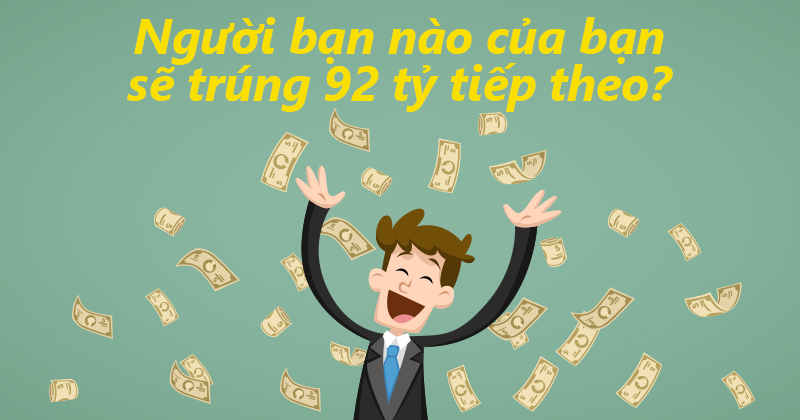 Người bạn nào của bạn
sẽ trúng 92 tỷ tiếp theo?